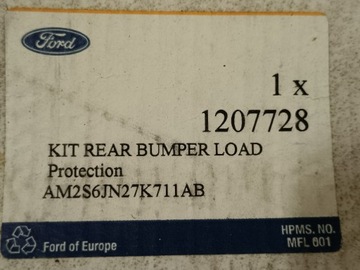 Ford
1 x
1207728
KIT REAR BUMPER LOAD
Protection
AM2S6JN27K711AB
HPMS. NO.
Ford of Europe
MFL 601